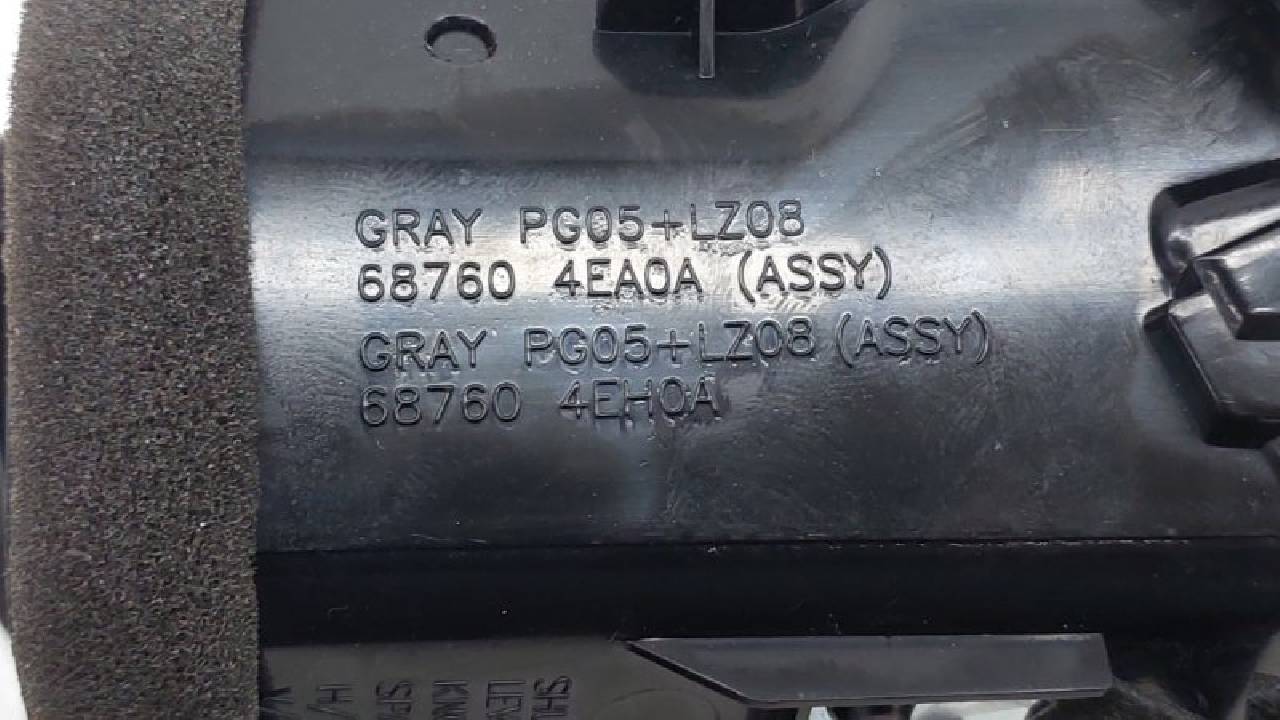 GRAY PG05+LZ08
68760 4EA0A (ASSY)
GRAY PG05+LZ08 (ASSY)
68760 4EH0A